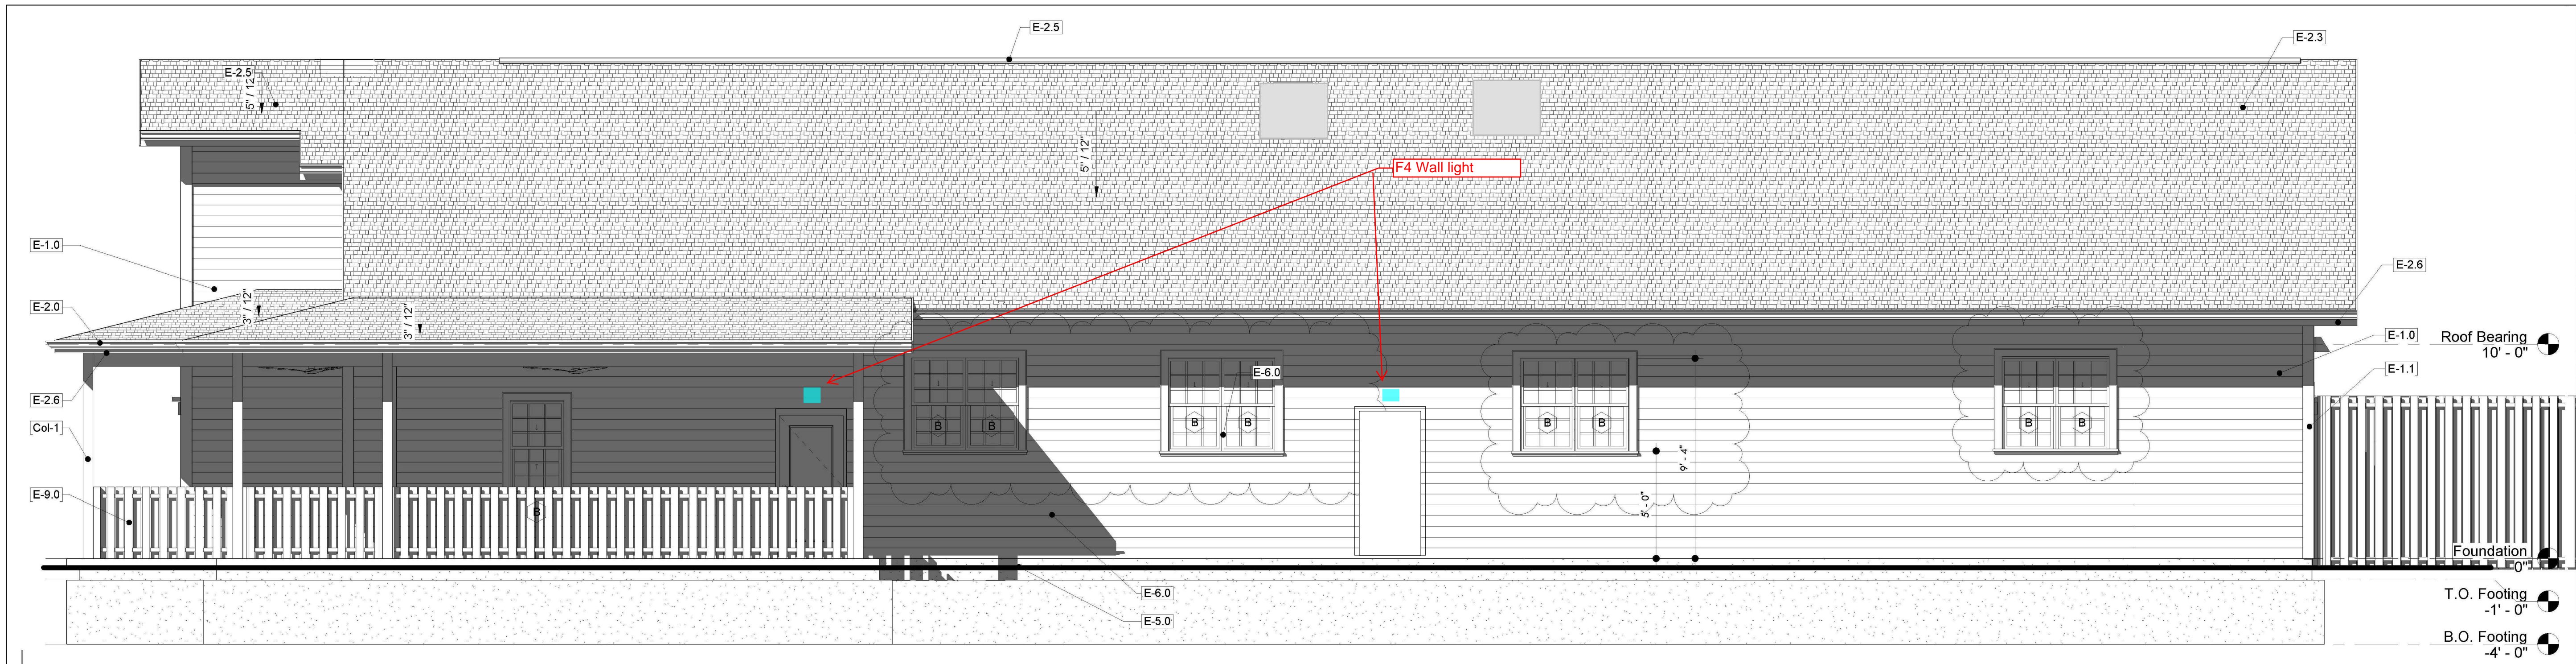 E-2.5
E-2.3
E-2.5
5" / 12"
5" / 12"
F4 Wall light
E-1.0
E-2.6
E-2.0
3" / 12"
3" / 12"
E-1.0
Roof Bearing
10' - 0"
E-1.1
E-2.6
E-6.0
Col-1
B
B
B
B
B
B
B
B
9' - 4"
E-9.0
5' - 0"
B
Foundation
0"
E-6.0
T.O. Footing
-1' - 0"
E-5.0
B.O. Footing
-4' - 0"